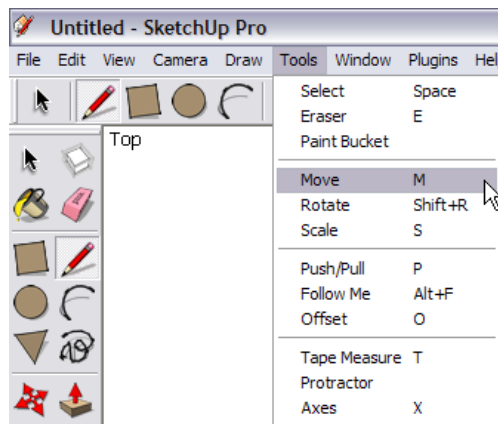 Untitled - SketchUp Pro
File Edit View Camera Draw Tools Window Plugins Hel
Top
Select Space
Eraser E
Paint Bucket
Move M
Rotate Shift+R
Scale S
Push/Pull P
Follow Me Alt+F
Offset O
Tape Measure T
Protractor
Axes X